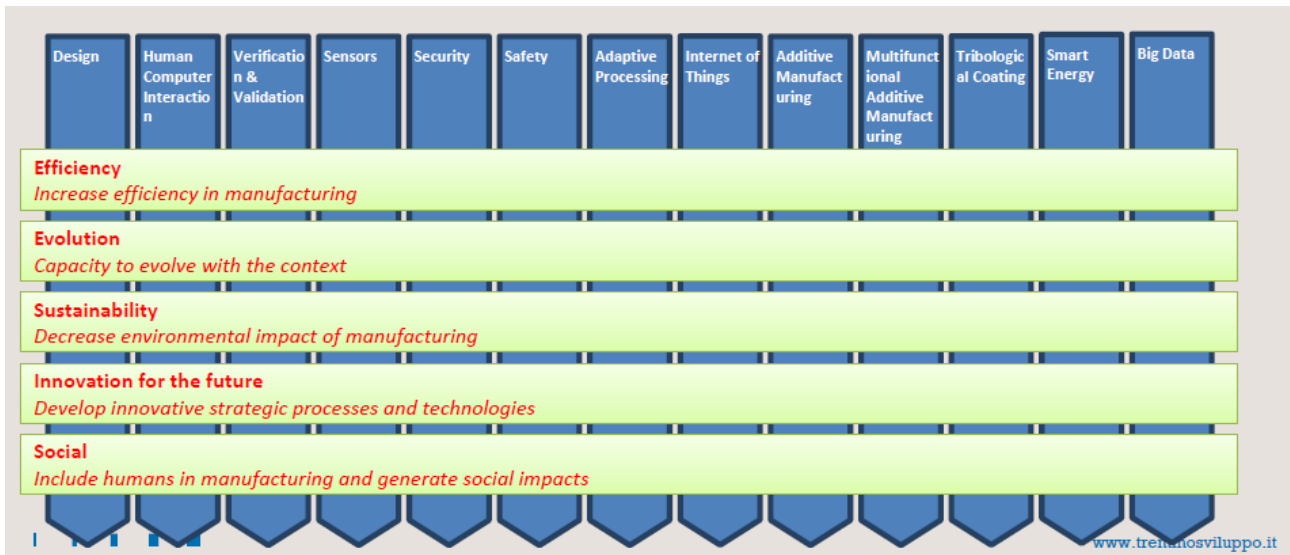 Design
Human
Computer
Interactio
n
Verificatio
n &
Validation
Sensors
Security
Safety
Adaptive
Processing
Internet of
Things
Additive
Manufact
uring
Multifunct
ional
Additive
Manufact
uring
Tribologic
al Coating
Smart
Energy
Big Data
Efficiency
Increase efficiency in manufacturing
Evolution
Capacity to evolve with the context
Sustainability
Decrease environmental impact of manufacturing
Innovation for the future
Develop innovative strategic processes and technologies
Social
Include humans in manufacturing and generate social impacts
www.trentinosviluppo.it